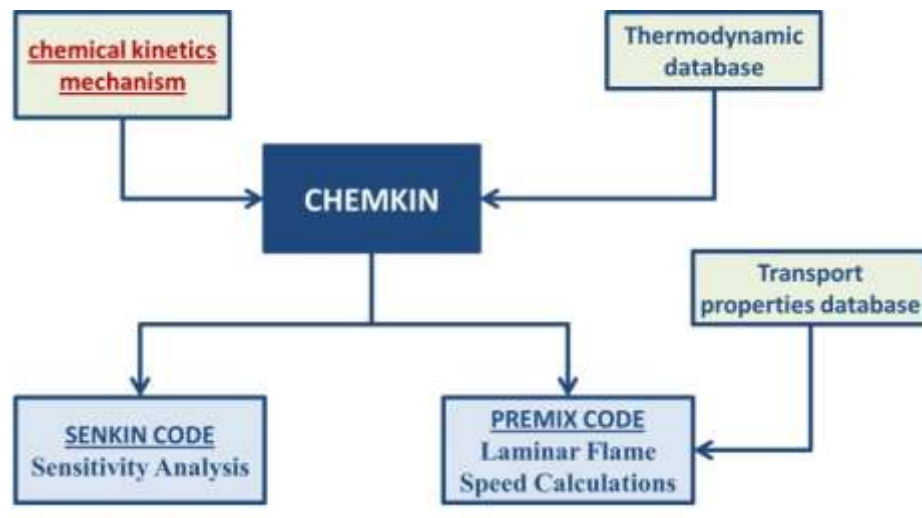 chemical kinetics
mechanism
Thermodynamic
database
CHEMKIN
Transport
properties database
SENKIN CODE
Sensitivity Analysis
PREMIX CODE
Laminar Flame
Speed Calculations